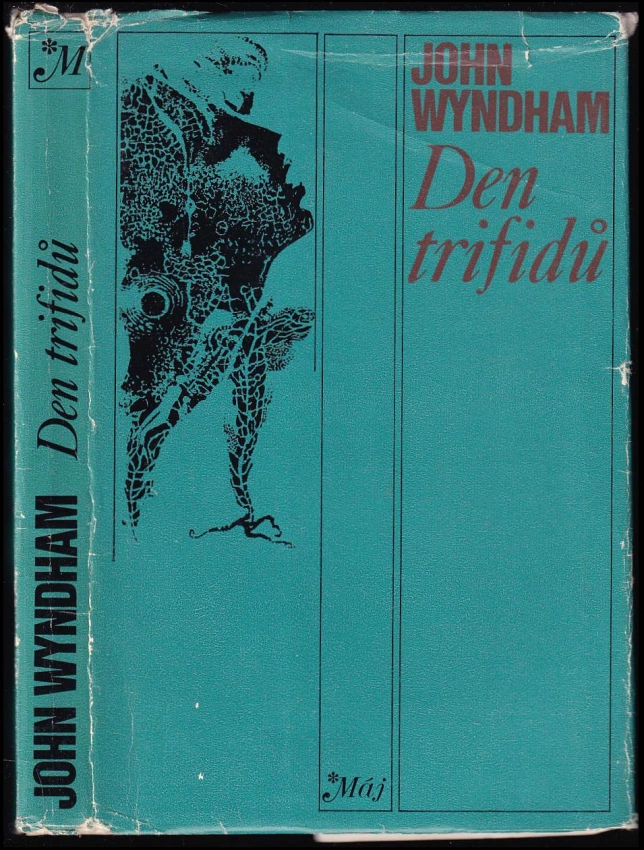 *M
JOHN WYNDHAM Den trifidů
JOHN
WYNDHAM
Den
trifidů
*Máj